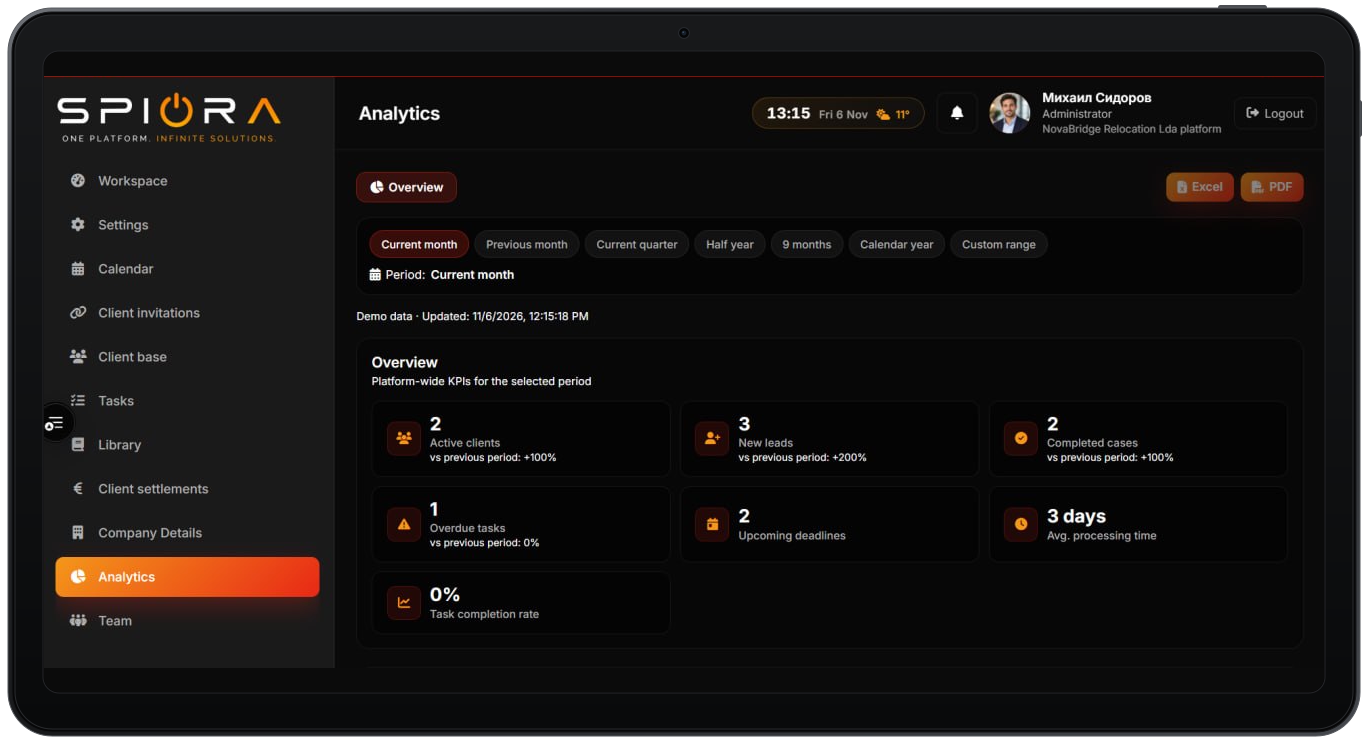 SPIORA
ONE PLATFORM. INFINITE SOLUTIONS.
Workspace
Settings
Calendar
Client invitations
Client base
Tasks
Library
Client settlements
Company Details
Analytics
Team
Analytics
13:15 Fri 6 Nov 11°
Михаил Сидоров
Administrator
NovaBridge Relocation Lda platform
Logout
Overview
Excel
PDF
Current month
Previous month
Current quarter
Half year
9 months
Calendar year
Custom range
Period: Current month
Demo data · Updated: 11/6/2026, 12:15:18 PM
Overview
Platform-wide KPIs for the selected period
2
Active clients
vs previous period: +100%
3
New leads
vs previous period: +200%
2
Completed cases
vs previous period: +100%
1
Overdue tasks
vs previous period: 0%
2
Upcoming deadlines
3 days
Avg. processing time
0%
Task completion rate